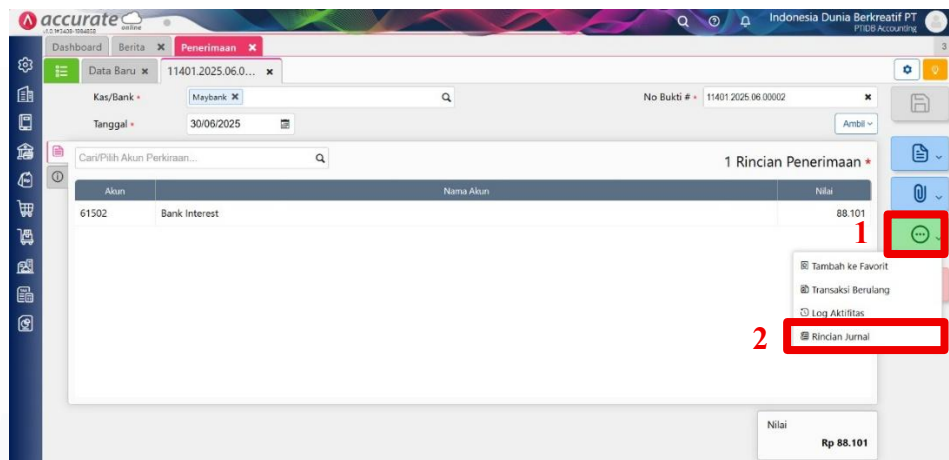 accurate
online
Indonesia Dunia Berkreatif PT
PTIDB Accounting
Dashboard Berita × Penerimaan × 3
Data Baru × 11401.2025.06.0... ×
Kas/Bank * Maybank × No Bukti # * 11401.2025.06.00002 ×
Tanggal * 30/06/2025 Ambil
Cari/Pilih Akun Perkiraan... 1 Rincian Penerimaan *
Akun Nama Akun Nilai
61502 Bank Interest 88.101
1
Tambah ke Favorit
Transaksi Berulang
Log Aktifitas
2 Rincian Jurnal
Nilai
Rp 88.101